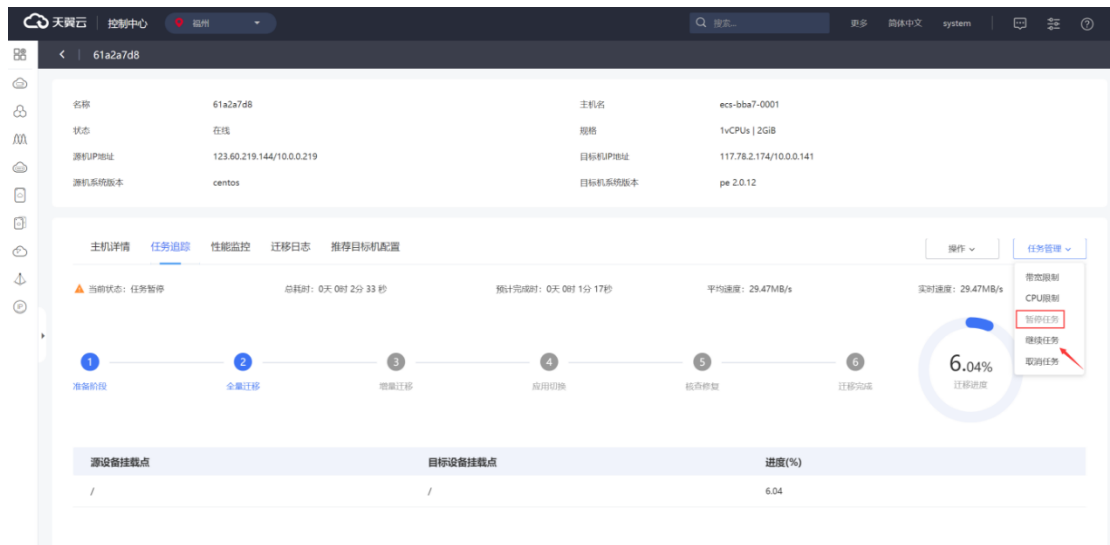 天翼云 控制中心 福州 搜索... 更多 简体中文 system
61a2a7d8
名称 61a2a7d8 主机名 ecs-bba7-0001
状态 在线 规格 1vCPUs | 2GiB
源机IP地址 123.60.219.144/10.0.0.219 目标机IP地址 117.78.2.174/10.0.0.141
源机系统版本 centos 目标机系统版本 pe 2.0.12
主机详情 任务追踪 性能监控 迁移日志 推荐目标机配置 操作 任务管理
当前状态：任务暂停 总耗时：0天 0时 2分 33 秒 预计完成时：0天 0时 1分 17秒 平均速度：29.47MB/s 实时速度：29.47MB/s
带宽限制
CPU限制
暂停任务
继续任务
取消任务
1 2 3 4 5 6
准备阶段 全量迁移 增量迁移 应用切换 核查修复 迁移完成
6.04%
迁移进度
源设备挂载点 目标设备挂载点 进度(%)
/ / 6.04